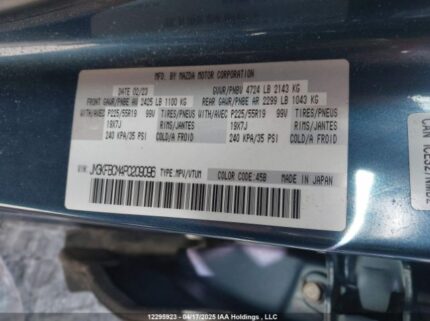 MFD. BY MAZDA MOTOR CORPORATION
DATE 02/23 GVWR/PNBV 4724 LB 2143 KG
FRONT GAWR/PNBE AV 2425 LB 1100 KG REAR GAWR/PNBE AR 2299 LB 1043 KG
WITH/AVEC P225/55R19 99V TIRES/PNEUS WITH/AVEC P225/55R19 99V TIRES/PNEUS
19X7J RIMS/JANTES 19X7J RIMS/JANTES
240 KPA/35 PSI COLD/A FROID 240 KPA/35 PSI COLD/A FROID
VIN: JM3KFBCM4P0209096 TYPE:MPV/VTUM COLOR CODE:45B MADE IN JAPAN
12295923 - 04/17/2025 IAA Holdings , LLC